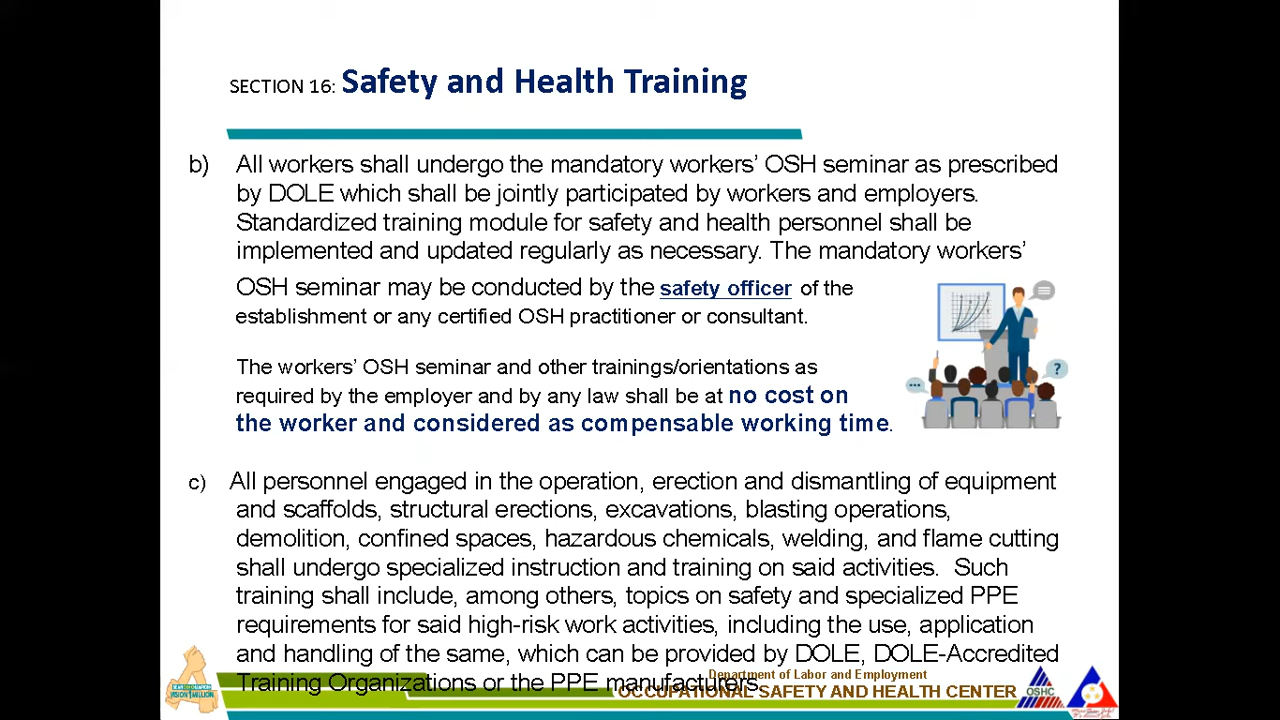 SECTION 16: Safety and Health Training
b) All workers shall undergo the mandatory workers’ OSH seminar as prescribed
by DOLE which shall be jointly participated by workers and employers.
Standardized training module for safety and health personnel shall be
implemented and updated regularly as necessary. The mandatory workers’
OSH seminar may be conducted by the safety officer of the
establishment or any certified OSH practitioner or consultant.
The workers’ OSH seminar and other trainings/orientations as
required by the employer and by any law shall be at no cost on
the worker and considered as compensable working time.
?
c) All personnel engaged in the operation, erection and dismantling of equipment
and scaffolds, structural erections, excavations, blasting operations,
demolition, confined spaces, hazardous chemicals, welding, and flame cutting
shall undergo specialized instruction and training on said activities. Such
training shall include, among others, topics on safety and specialized PPE
requirements for said high-risk work activities, including the use, application
and handling of the same, which can be provided by DOLE, DOLE-Accredited
Training Organizations or the PPE manufacturers
Department of Labor and Employment
OCCUPATIONAL SAFETY AND HEALTH CENTER
OSHC
VISION 1 MILLION